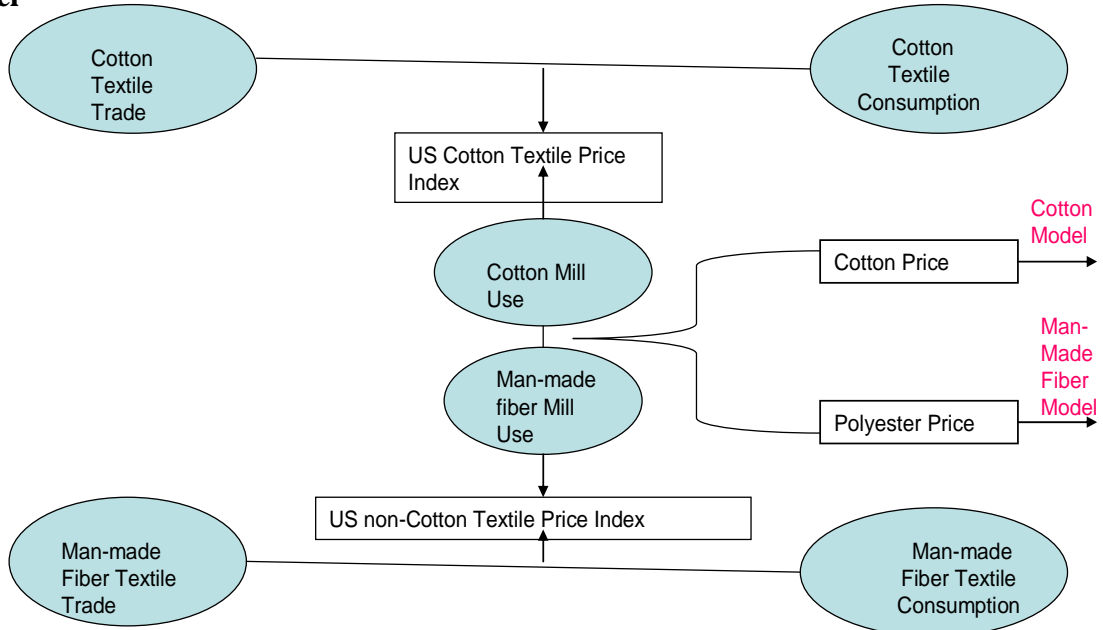 Cotton
Textile
Trade
Cotton
Textile
Consumption
US Cotton Textile Price
Index
Cotton Mill
Use
Cotton
Model
Cotton Price
Man-made
fiber Mill
Use
Man-
Made
Fiber
Model
Polyester Price
US non-Cotton Textile Price Index
Man-made
Fiber Textile
Trade
Man-made
Fiber Textile
Consumption